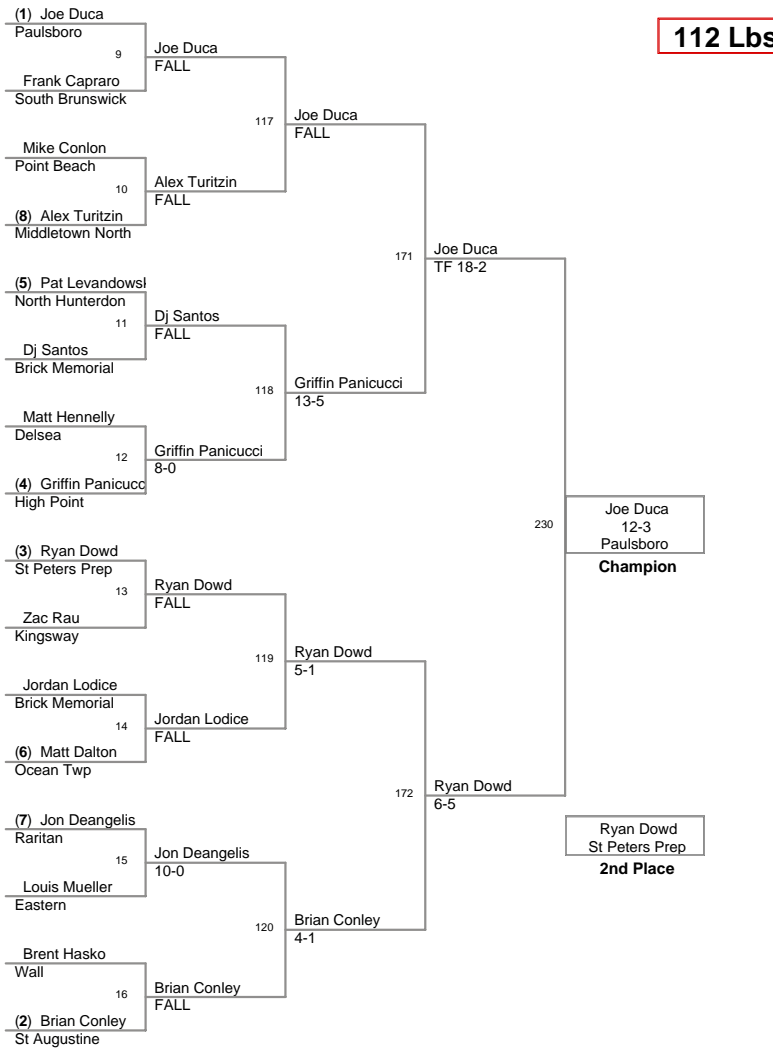 112 Lbs
(1) Joe Duca
Paulsboro
9
Frank Capraro
South Brunswick
Joe Duca
FALL
117
Mike Conlon
Point Beach
10
(8) Alex Turitzin
Middletown North
Alex Turitzin
FALL
Joe Duca
FALL
171
(5) Pat Levandowsk
North Hunterdon
11
Dj Santos
Brick Memorial
Dj Santos
FALL
118
Matt Hennelly
Delsea
12
(4) Griffin Panicucc
High Point
Griffin Panicucci
8-0
Griffin Panicucci
13-5
Joe Duca
TF 18-2
230
(3) Ryan Dowd
St Peters Prep
13
Zac Rau
Kingsway
Ryan Dowd
FALL
119
Jordan Lodice
Brick Memorial
14
(6) Matt Dalton
Ocean Twp
Jordan Lodice
FALL
Ryan Dowd
5-1
172
(7) Jon Deangelis
Raritan
15
Louis Mueller
Eastern
Jon Deangelis
10-0
120
Brent Hasko
Wall
16
(2) Brian Conley
St Augustine
Brian Conley
FALL
Brian Conley
4-1
Ryan Dowd
6-5
Joe Duca
12-3
Paulsboro
Champion
Ryan Dowd
St Peters Prep
2nd Place